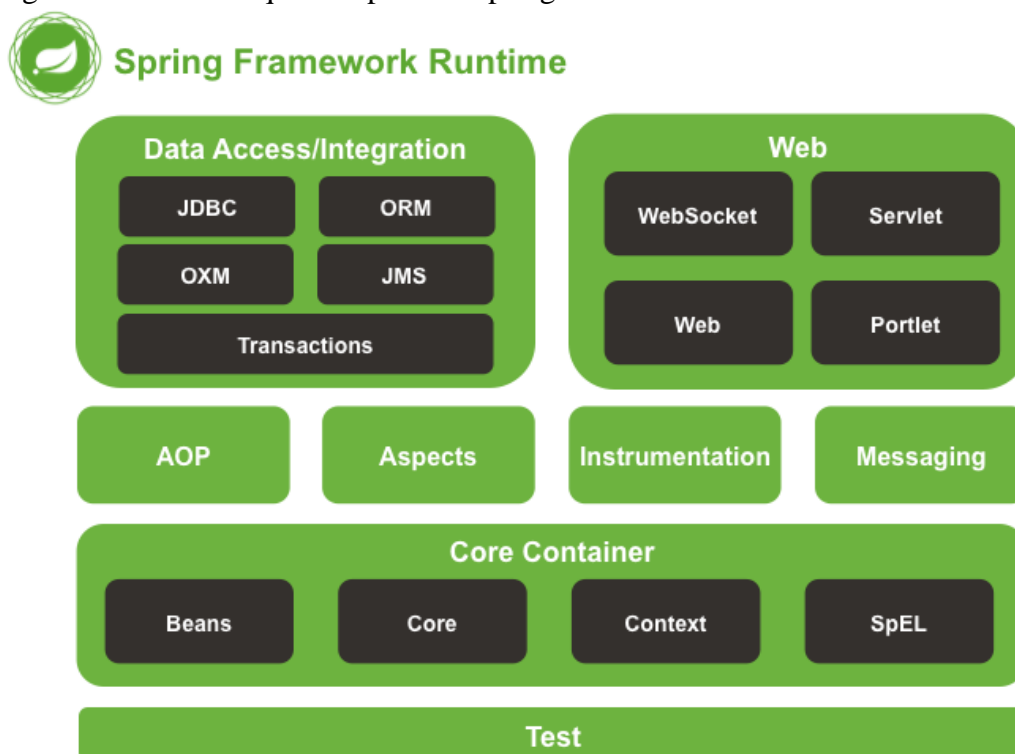 Spring Framework Runtime
Data Access/Integration
JDBC
ORM
OXM
JMS
Transactions
Web
WebSocket
Servlet
Web
Portlet
AOP
Aspects
Instrumentation
Messaging
Core Container
Beans
Core
Context
SpEL
Test